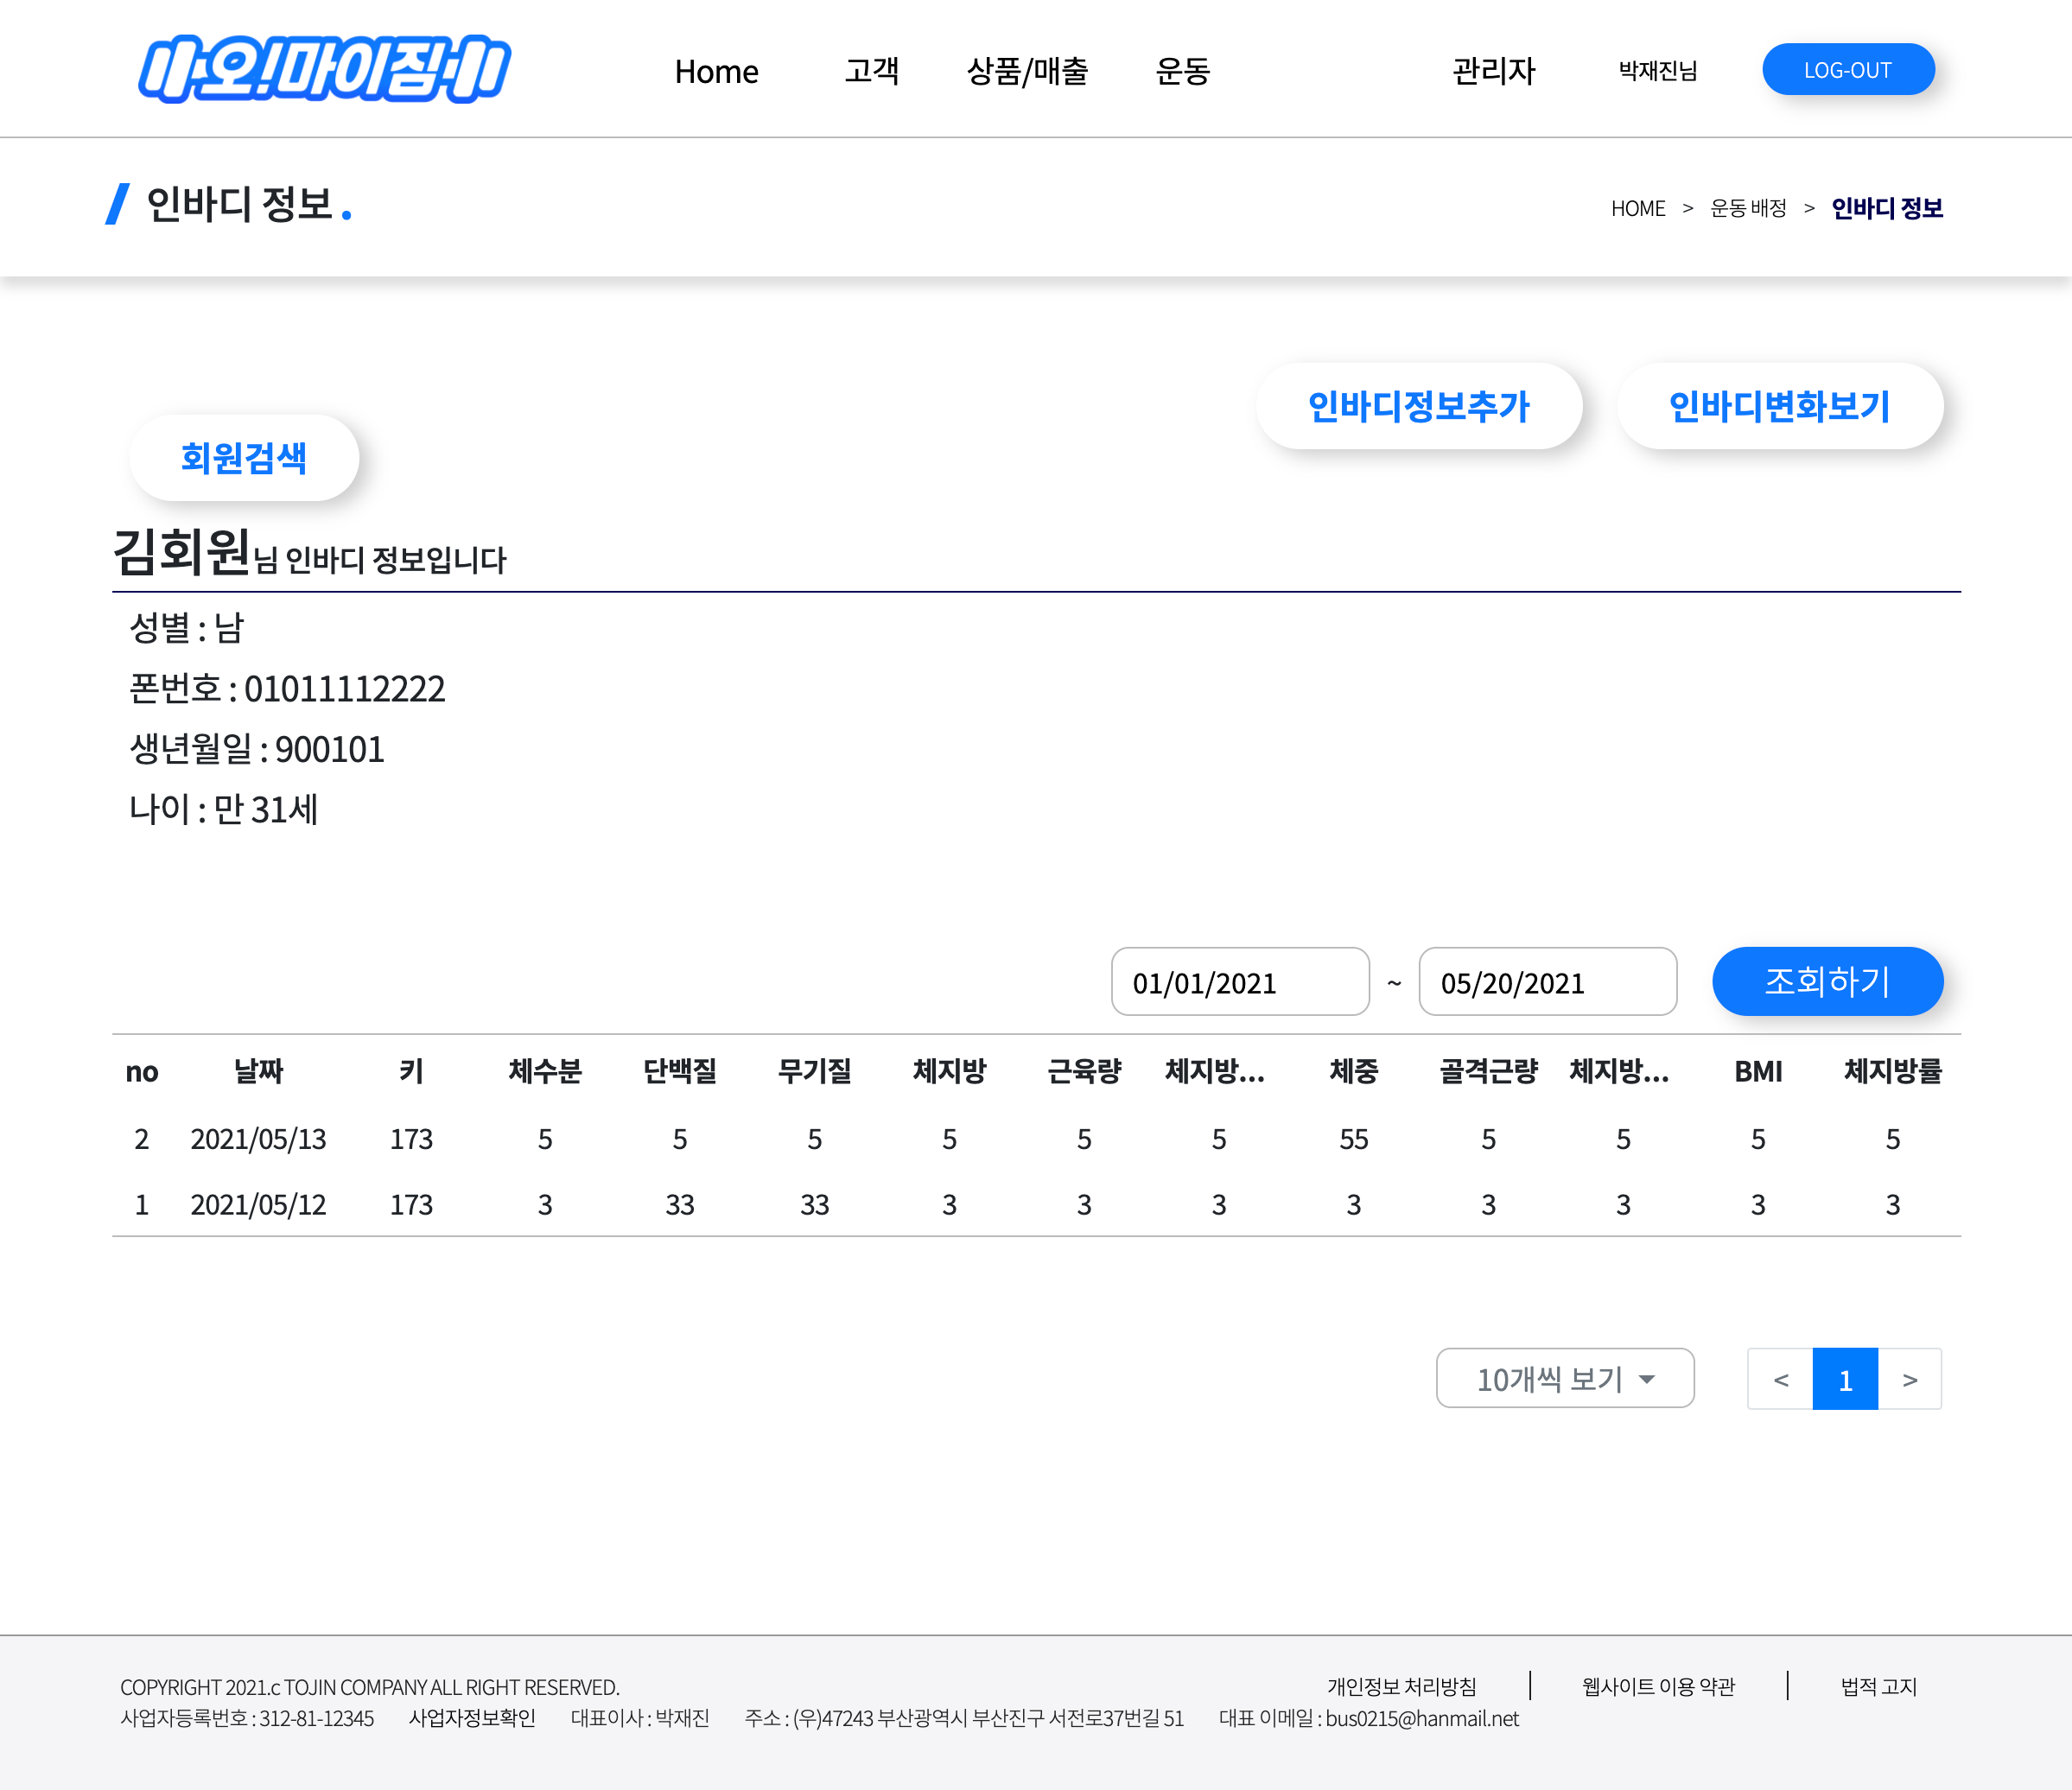 오!마이짐
Home 고객 상품/매출 운동 관리자 박재진님 LOG-OUT
인바디 정보.
HOME > 운동 배정 > 인바디 정보
인바디정보추가 인바디변화보기
회원검색
김회원님 인바디 정보입니다
성별 : 남
폰번호 : 01011112222
생년월일 : 900101
나이 : 만 31세
01/01/2021 ~ 05/20/2021 조회하기
no 날짜 키 체수분 단백질 무기질 체지방 근육량 체지방... 체중 골격근량 체지방... BMI 체지방률
2 2021/05/13 173 5 5 5 5 5 5 55 5 5 5 5
1 2021/05/12 173 3 33 33 3 3 3 3 3 3 3 3
10개씩 보기 < 1 >
COPYRIGHT 2021.c TOJIN COMPANY ALL RIGHT RESERVED. 개인정보 처리방침 | 웹사이트 이용 약관 | 법적 고지
사업자등록번호 : 312-81-12345 사업자정보확인 대표이사 : 박재진 주소 : (우)47243 부산광역시 부산진구 서전로37번길 51 대표 이메일 : bus0215@hanmail.net